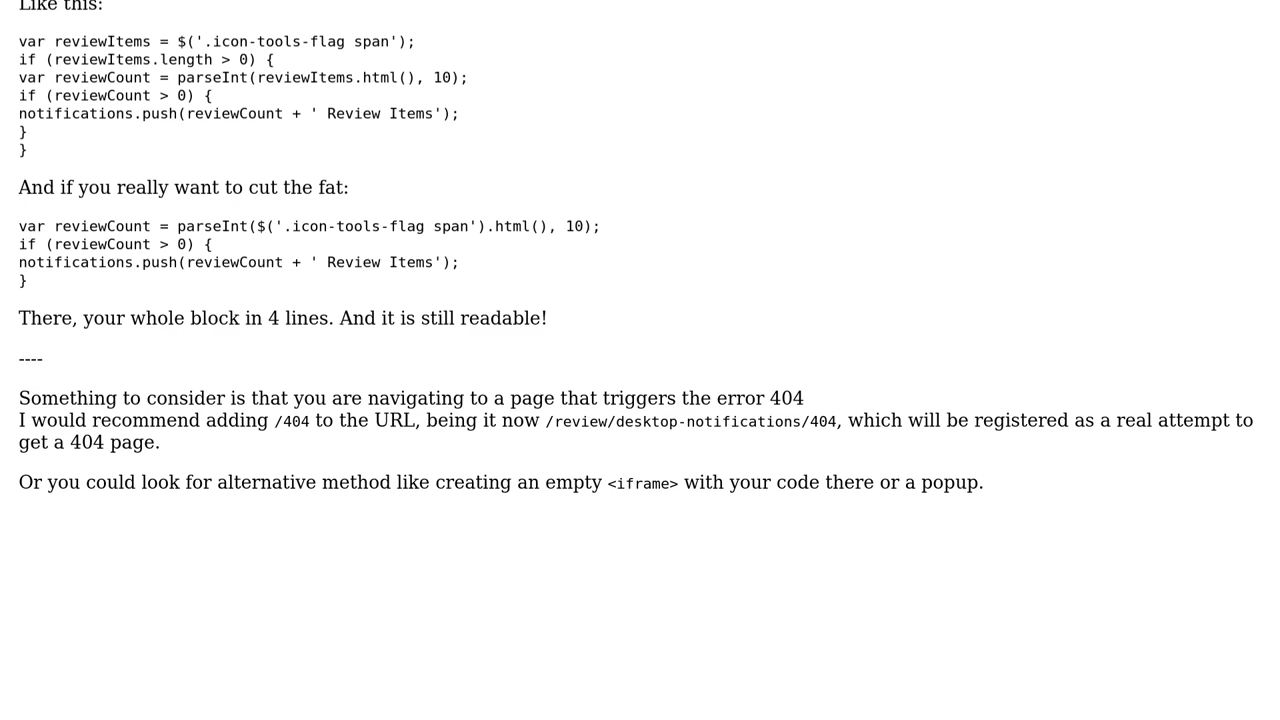 Like this:
var reviewItems = $('.icon-tools-flag span');
if (reviewItems.length > 0) {
var reviewCount = parseInt(reviewItems.html(), 10);
if (reviewCount > 0) {
notifications.push(reviewCount + ' Review Items');
}
}
And if you really want to cut the fat:
var reviewCount = parseInt($('.icon-tools-flag span').html(), 10);
if (reviewCount > 0) {
notifications.push(reviewCount + ' Review Items');
}
There, your whole block in 4 lines. And it is still readable!
----
Something to consider is that you are navigating to a page that triggers the error 404
I would recommend adding /404 to the URL, being it now /review/desktop-notifications/404, which will be registered as a real attempt to
get a 404 page.
Or you could look for alternative method like creating an empty <iframe> with your code there or a popup.